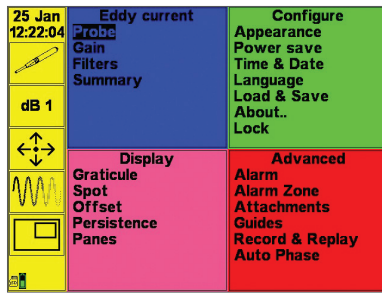 25 Jan
12:22:04
dB 1
Eddy current
Probe
Gain
Filters
Summary
Configure
Appearance
Power save
Time & Date
Language
Load & Save
About..
Lock
Display
Graticule
Spot
Offset
Persistence
Panes
Advanced
Alarm
Alarm Zone
Attachments
Guides
Record & Replay
Auto Phase